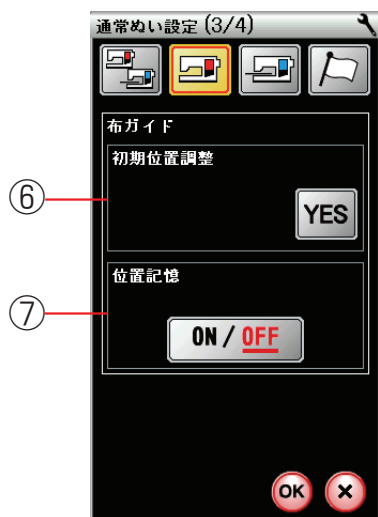 通常ぬい設定 (3/4)
布ガイド
初期位置調整
⑥
YES
位置記憶
⑦
ON / OFF
OK ×